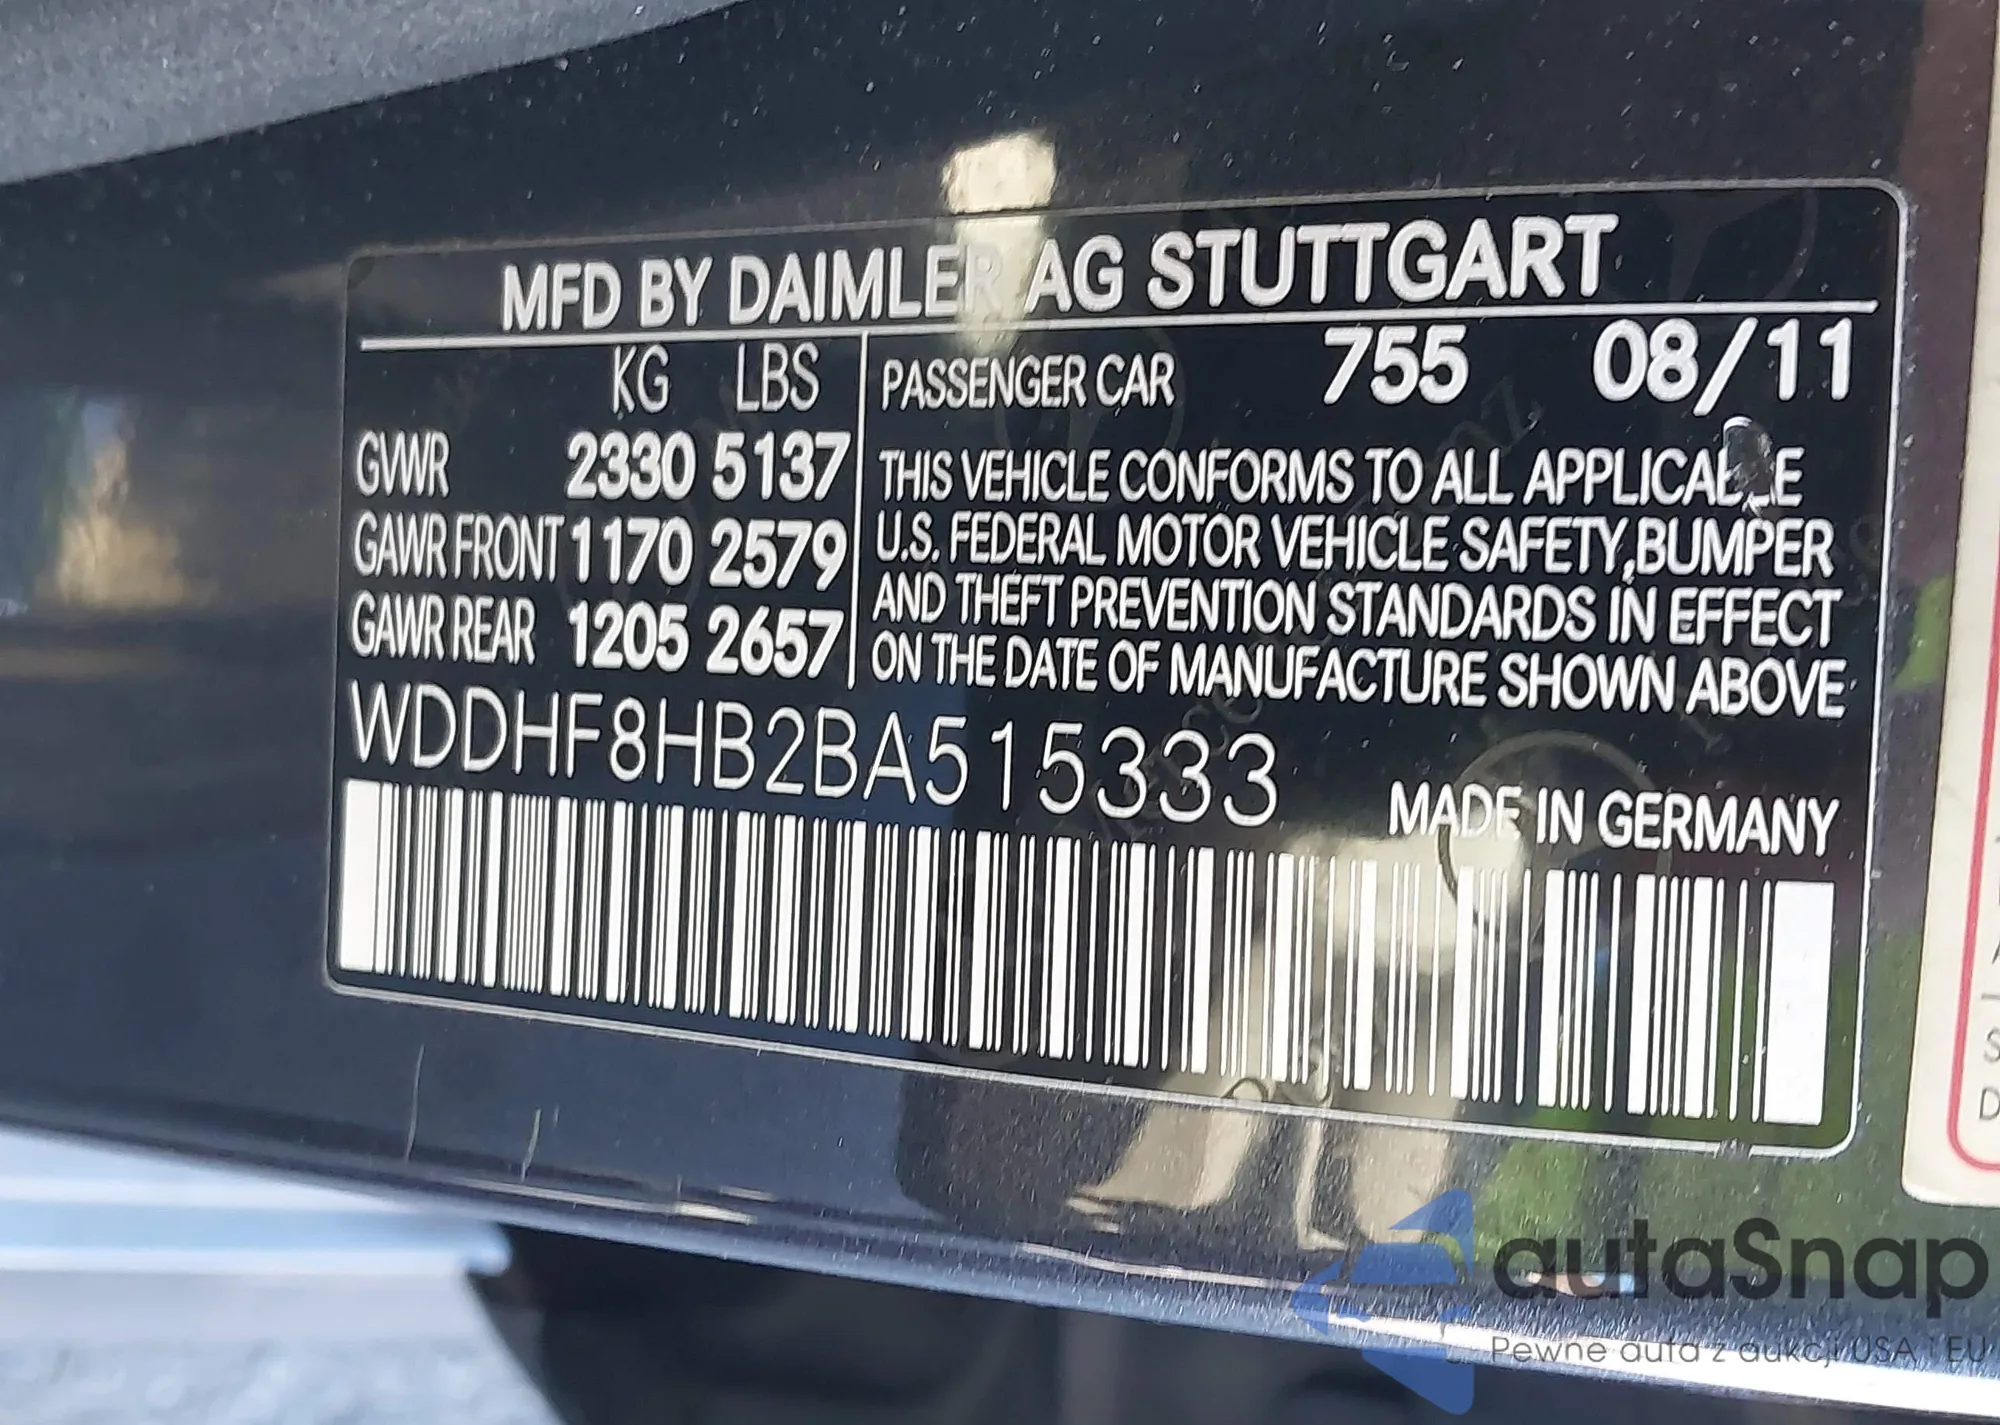 MFD BY DAIMLER AG STUTTGART
KG LBS
GVWR 2330 5137
GAWR FRONT 1170 2579
GAWR REAR 1205 2657
PASSENGER CAR 755 08/11
THIS VEHICLE CONFORMS TO ALL APPLICABLE
U.S. FEDERAL MOTOR VEHICLE SAFETY,BUMPER
AND THEFT PREVENTION STANDARDS IN EFFECT
ON THE DATE OF MANUFACTURE SHOWN ABOVE
WDDHF8HB2BA515333
MADE IN GERMANY
autaSnap
Pewne auta z aukcji USA i EU